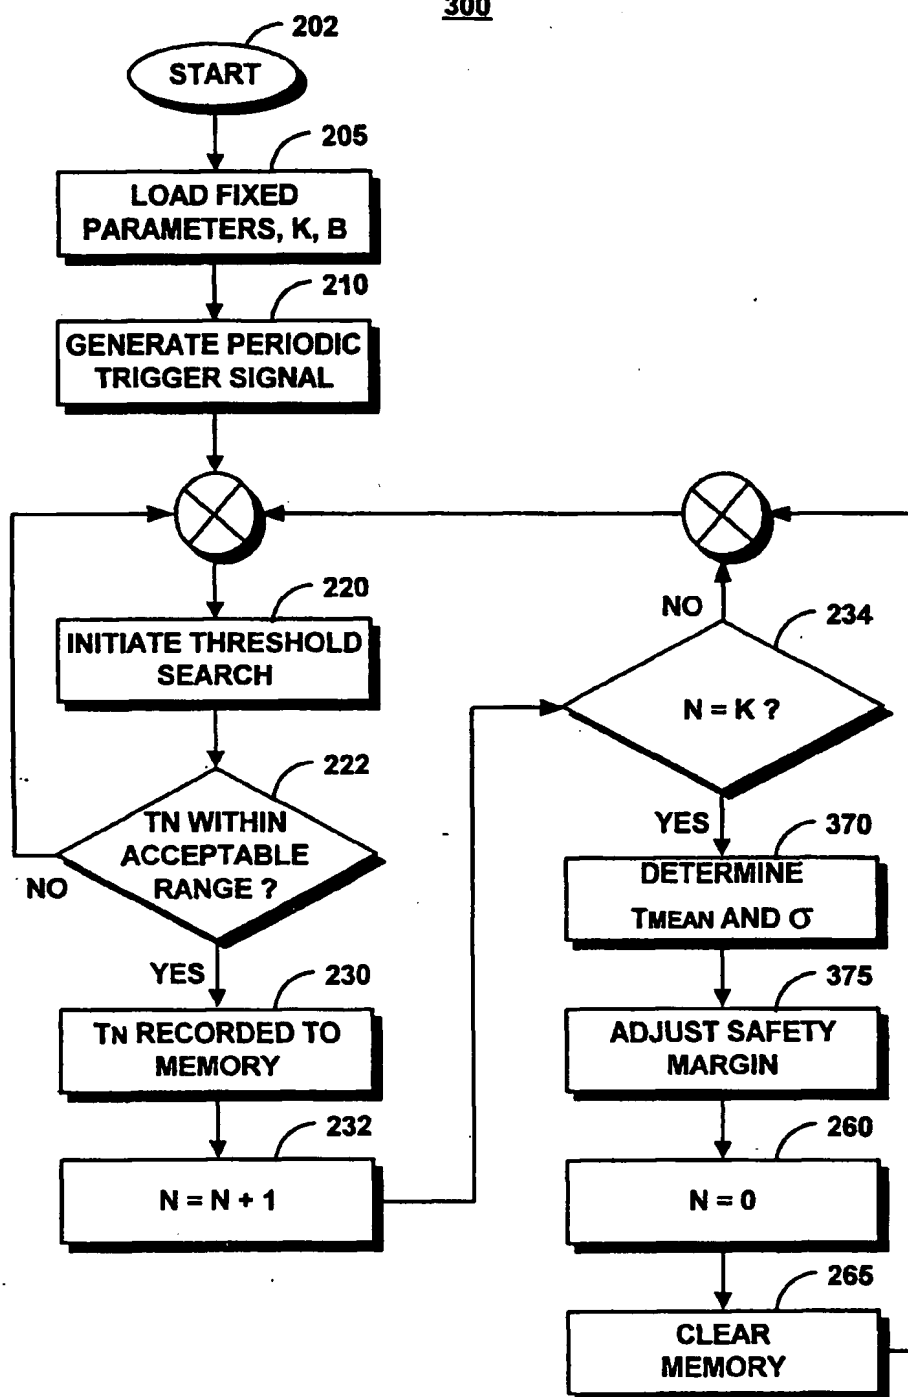 300
202
START
205
LOAD FIXED
PARAMETERS, K, B
210
GENERATE PERIODIC
TRIGGER SIGNAL
220
INITIATE THRESHOLD
SEARCH
222
TN WITHIN
ACCEPTABLE
RANGE ?
NO
YES
230
TN RECORDED TO
MEMORY
232
N = N + 1
NO
234
N = K ?
YES
370
DETERMINE
TMEAN AND σ
375
ADJUST SAFETY
MARGIN
260
N = 0
265
CLEAR
MEMORY